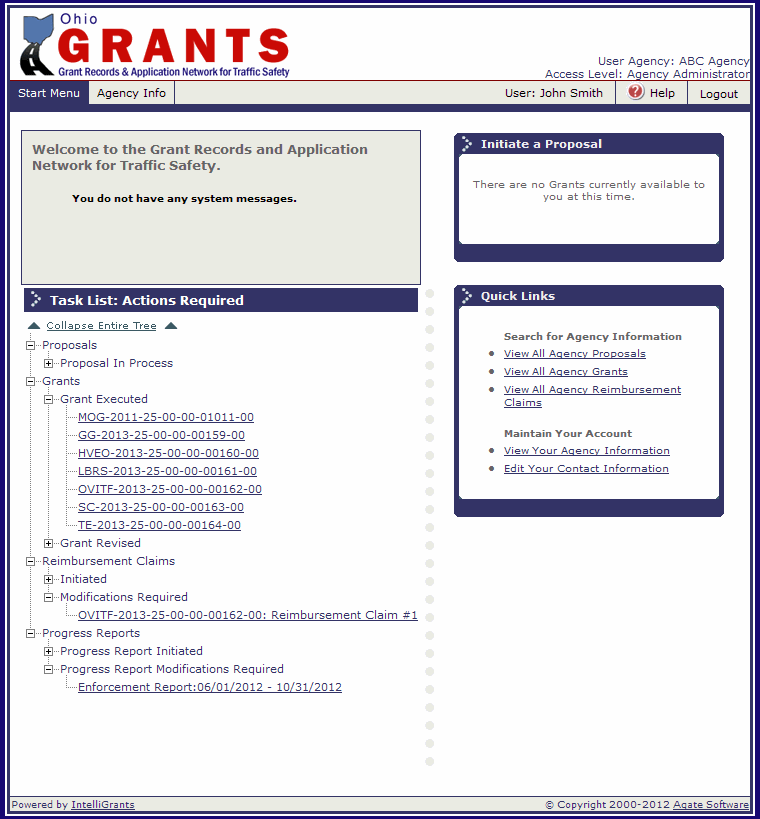 Ohio
GRANTS
Grant Records & Application Network for Traffic Safety
User Agency: ABC Agency
Access Level: Agency Administrator
Start Menu
Agency Info
User: John Smith
Help
Logout
Welcome to the Grant Records and Application
Network for Traffic Safety.
You do not have any system messages.
Task List: Actions Required
Collapse Entire Tree
Proposals
Proposal In Process
Grants
Grant Executed
MOG-2011-25-00-00-01011-00
GG-2013-25-00-00-00159-00
HVEO-2013-25-00-00-00160-00
LBRS-2013-25-00-00-00161-00
OVITF-2013-25-00-00-00162-00
SC-2013-25-00-00-00163-00
TE-2013-25-00-00-00164-00
Grant Revised
Reimbursement Claims
Initiated
Modifications Required
OVITF-2013-25-00-00-00162-00: Reimbursement Claim #1
Progress Reports
Progress Report Initiated
Progress Report Modifications Required
Enforcement Report:06/01/2012 - 10/31/2012
Initiate a Proposal
There are no Grants currently available to
you at this time.
Quick Links
Search for Agency Information
View All Agency Proposals
View All Agency Grants
View All Agency Reimbursement
Claims
Maintain Your Account
View Your Agency Information
Edit Your Contact Information
Powered by IntelliGrants
© Copyright 2000-2012 Agate Software